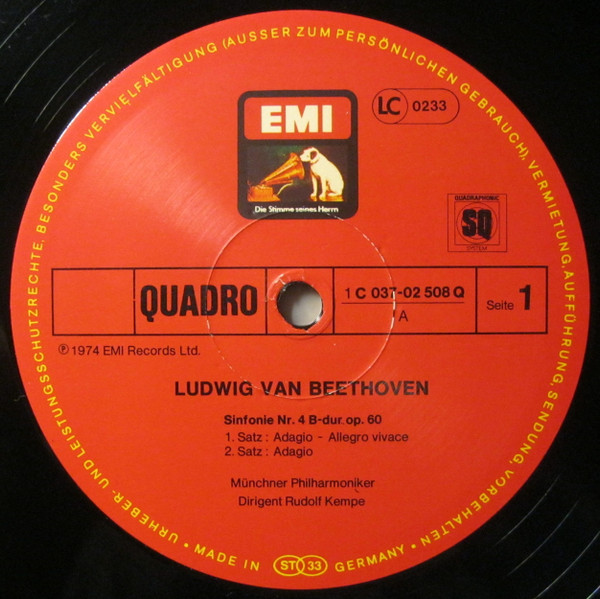 URHEBER- UND LEISTUNGSSCHUTZRECHTE, BESONDERS VERVIELFÄLTIGUNG (AUSSER ZUM PERSÖNLICHEN GEBRAUCH), VERMIETUNG, AUFFÜHRUNG, SENDUNG VORBEHALTEN
EMI
Die Stimme seines Herrn
LC 0233
QUADRAPHONIC
SQ
SYSTEM
QUADRO
1 C 037-02 508 Q
A
Seite 1
℗ 1974 EMI Records Ltd.
LUDWIG VAN BEETHOVEN
Sinfonie Nr. 4 B-dur, op. 60
1. Satz : Adagio - Allegro vivace
2. Satz : Adagio
Münchner Philharmoniker
Dirigent Rudolf Kempe
• MADE IN ST 33 GERMANY •